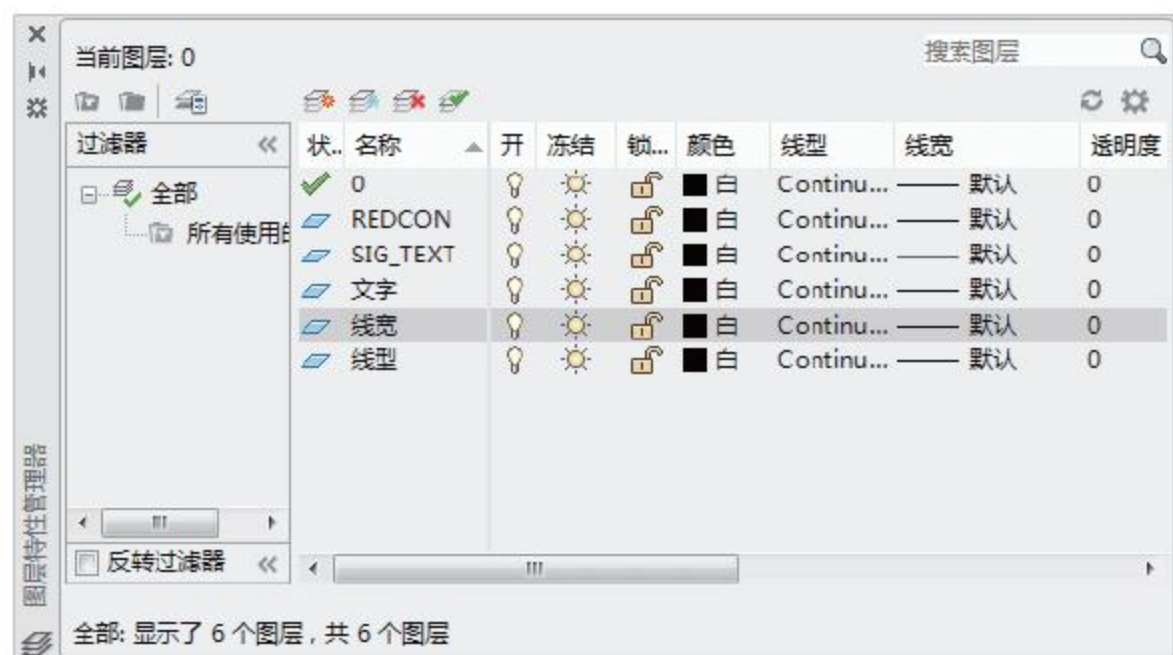 当前图层: 0
搜索图层
过滤器
状.. 名称 开 冻结 锁... 颜色 线型 线宽 透明度
全部
所有使用的
0 白 Continu... 默认 0
REDCON 白 Continu... 默认 0
SIG_TEXT 白 Continu... 默认 0
文字 白 Continu... 默认 0
线宽 白 Continu... 默认 0
线型 白 Continu... 默认 0
反转过滤器
图层特性管理器
全部: 显示了 6 个图层 , 共 6 个图层